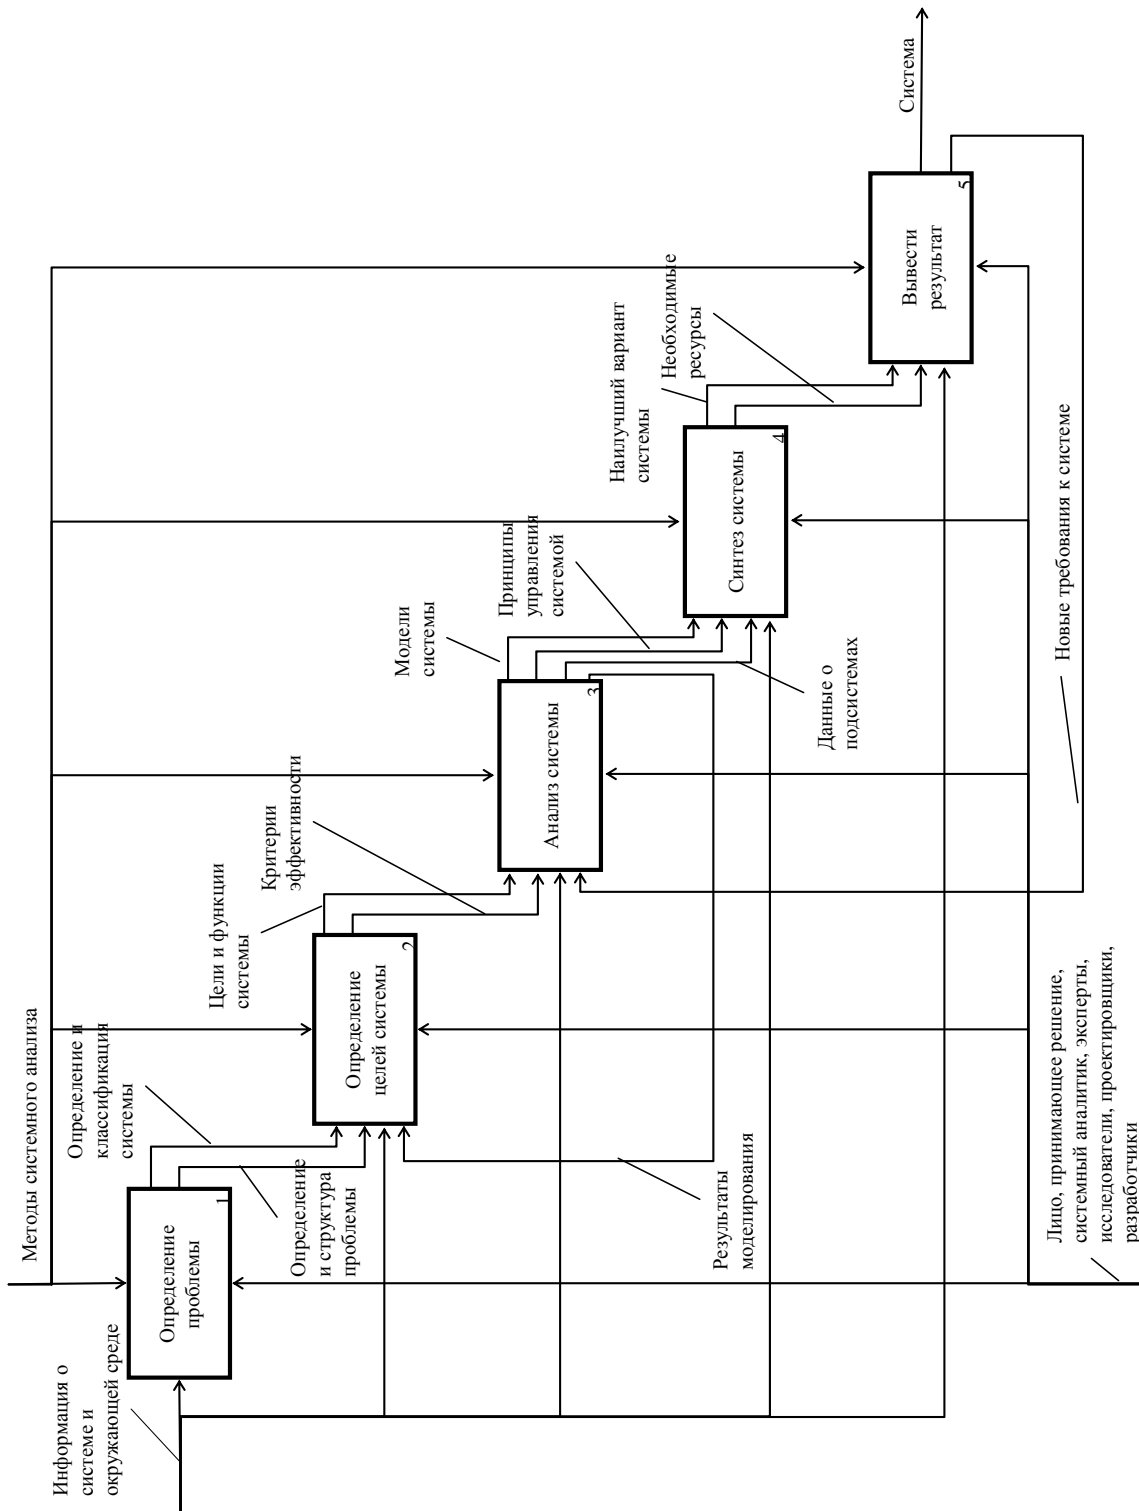 Методы системного анализа
Информация о
системе и
окружающей среде
Определение
проблемы
1
Определение и
классификация
системы
Определение
и структура
проблемы
Определение
целей системы
2
Цели и функции
системы
Критерии
эффективности
Анализ системы
3
Модели
системы
Принципы
управления
системой
Данные о
подсистемах
Результаты
моделирования
Синтез системы
4
Наилучший вариант
системы
Необходимые
ресурсы
Вывести
результат
5
Система
Новые требования к системе
Лицо, принимающее решение,
системный аналитик, эксперты,
исследователи, проектировщики,
разработчики